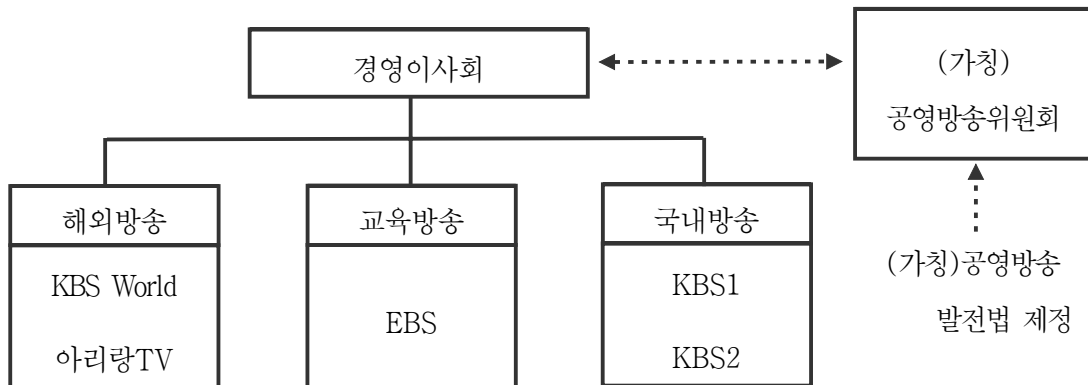 경영이사회
(가칭)
공영방송위원회
해외방송
교육방송
국내방송
KBS World
아리랑TV
EBS
KBS1
KBS2
(가칭)공영방송
발전법 제정